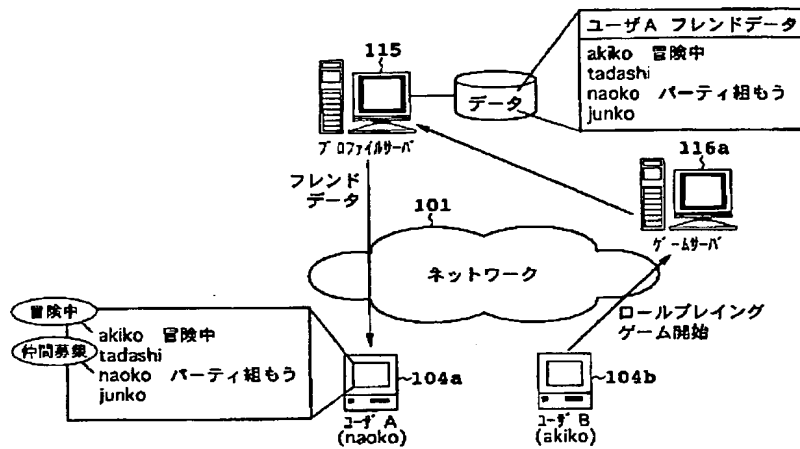 115
データ
ユーザA フレンドデータ
akiko 冒険中
tadashi
naoko パーティ組もう
junko
プロファイルサーバ
フレンド
データ
116a
ゲームサーバ
101
ネットワーク
ロールプレイング
ゲーム開始
冒険中
akiko 冒険中
仲間募集
tadashi
naoko パーティ組もう
junko
104a
ユーザA
(naoko)
104b
ユーザB
(akiko)